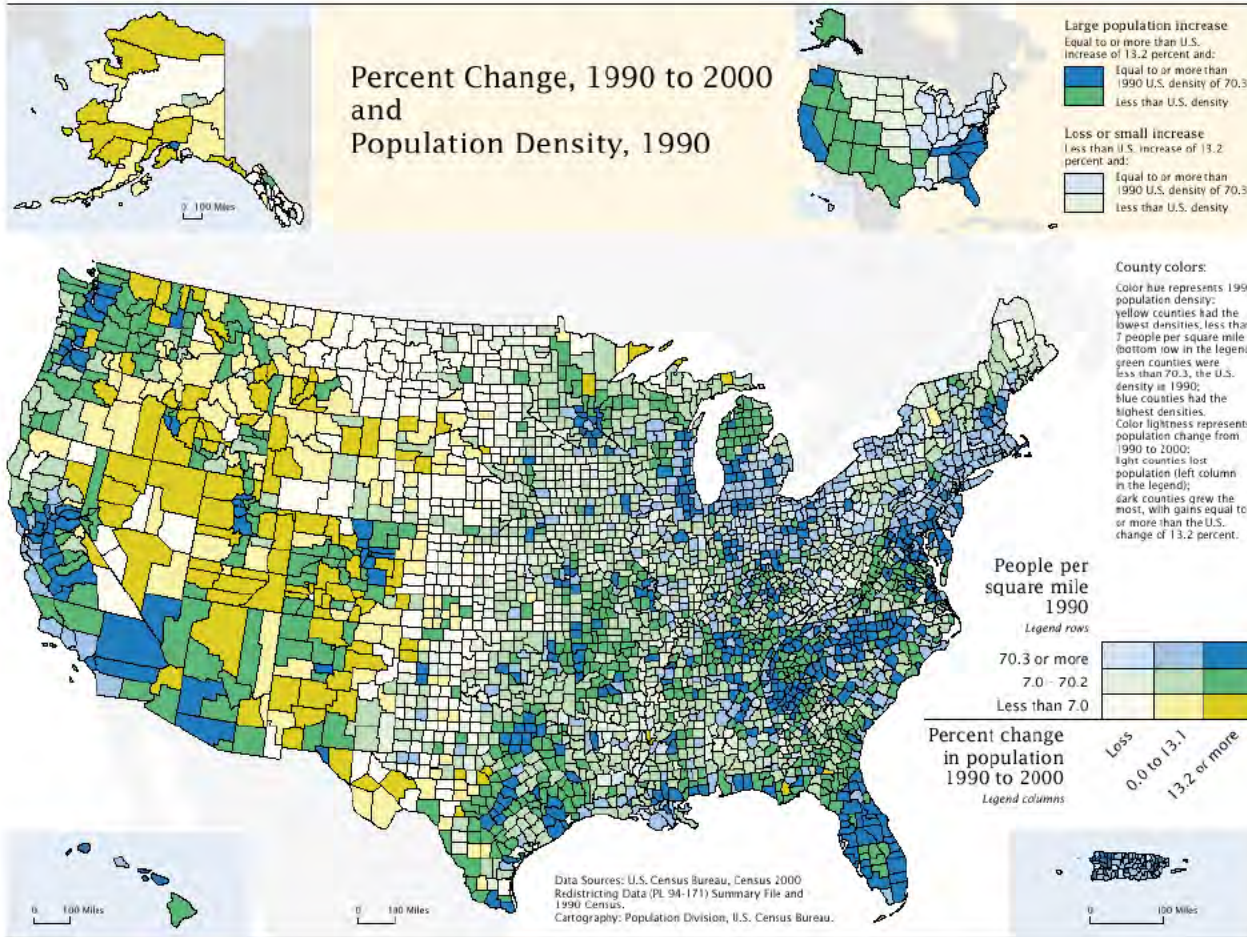 Percent Change, 1990 to 2000
and
Population Density, 1990
Large population increase
Equal to or more than U.S.
increase of 13.2 percent and:
Equal to or more than
1990 U.S. density of 70.3
Less than U.S. density
Loss or small increase
Less than U.S. increase of 13.2
percent and:
Equal to or more than
1990 U.S. density of 70.3
Less than U.S. density
0 100 Miles
County colors:
Color hue represents 199
population density:
yellow counties had the
lowest densities, less than
7 people per square mile
(bottom row in the legend
green counties were
less than 70.3, the U.S.
density in 1990;
blue counties had the
highest densities.
Color lightness represents
population change from
1990 to 2000:
light counties lost
population (left column
in the legend);
dark counties grew the
most, with gains equal to
or more than the U.S.
change of 13.2 percent.
People per
square mile
1990
Legend rows
70.3 or more
7.0 - 70.2
Less than 7.0
Percent change
in population
1990 to 2000
Legend columns
Loss
0.0 to 13.1
13.2 or more
Data Sources: U.S. Census Bureau, Census 2000
Redistricting Data (PL 94-171) Summary File and
1990 Census.
Cartography: Population Division, U.S. Census Bureau.
0 100 Miles
0 100 Miles
0 100 Miles